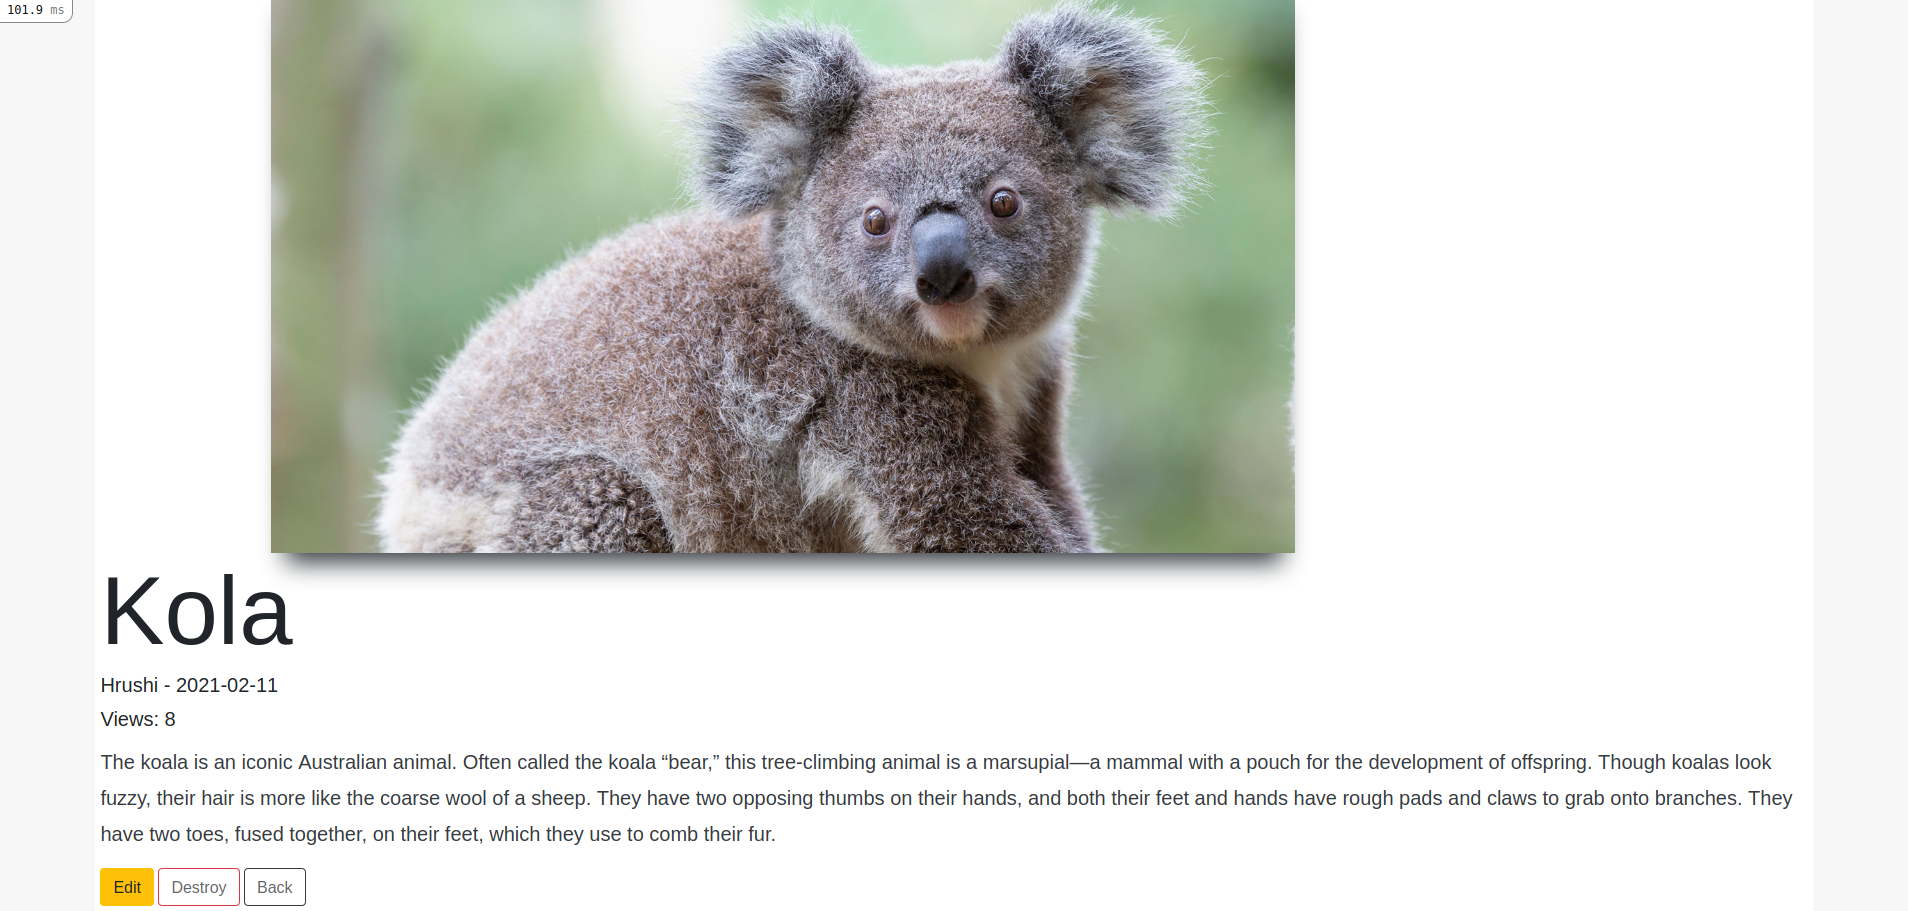 101.9 ms
Kola
Hrushi - 2021-02-11
Views: 8
The koala is an iconic Australian animal. Often called the koala “bear,” this tree-climbing animal is a marsupial—a mammal with a pouch for the development of offspring. Though koalas look
fuzzy, their hair is more like the coarse wool of a sheep. They have two opposing thumbs on their hands, and both their feet and hands have rough pads and claws to grab onto branches. They
have two toes, fused together, on their feet, which they use to comb their fur.
Edit Destroy Back